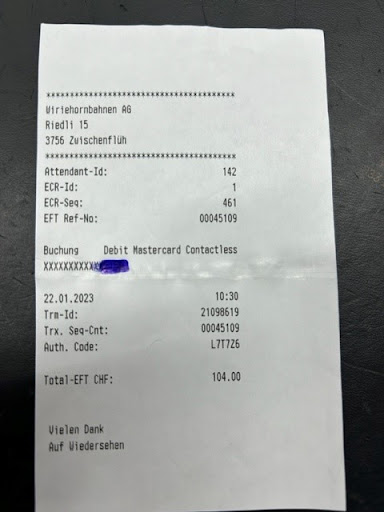 ****************************************
Wiriehornbahnen AG
Riedli 15
3756 Zwischenflüh
****************************************
Attendant-Id: 142
ECR-Id: 1
ECR-Seq: 461
EFT Ref-No: 00045109
Buchung Debit Mastercard Contactless
XXXXXXXXXXXX
22.01.2023 10:30
Trm-Id: 21098619
Trx. Seq-Cnt: 00045109
Auth. Code: L7T7Z6
Total-EFT CHF: 104.00
Vielen Dank
Auf Wiedersehen